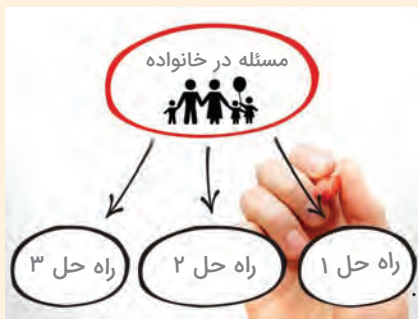 مسئله در خانواده
راه حل ۱
راه حل ۲
راه حل ۳